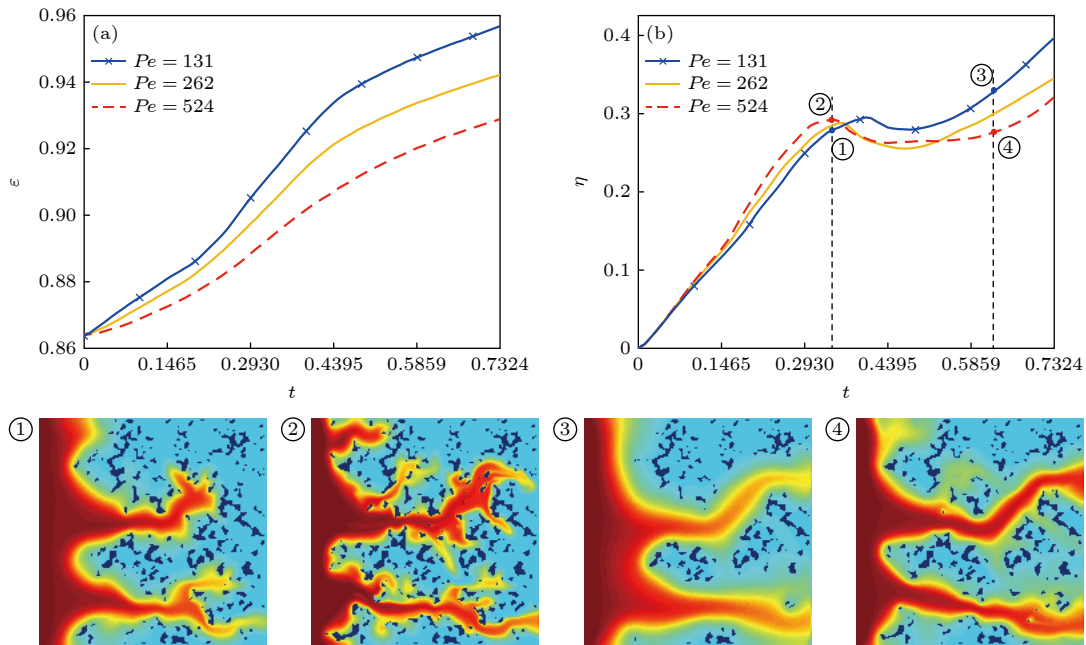 (a)
Pe = 131
Pe = 262
Pe = 524
0.96
0.94
0.92
0.90
0.88
0.86
ε
0
0.1465
0.2930
0.4395
0.5859
0.7324
t
(b)
Pe = 131
Pe = 262
Pe = 524
②
①
③
④
0.4
0.3
0.2
0.1
0
η
0
0.1465
0.2930
0.4395
0.5859
0.7324
t
①
②
③
④